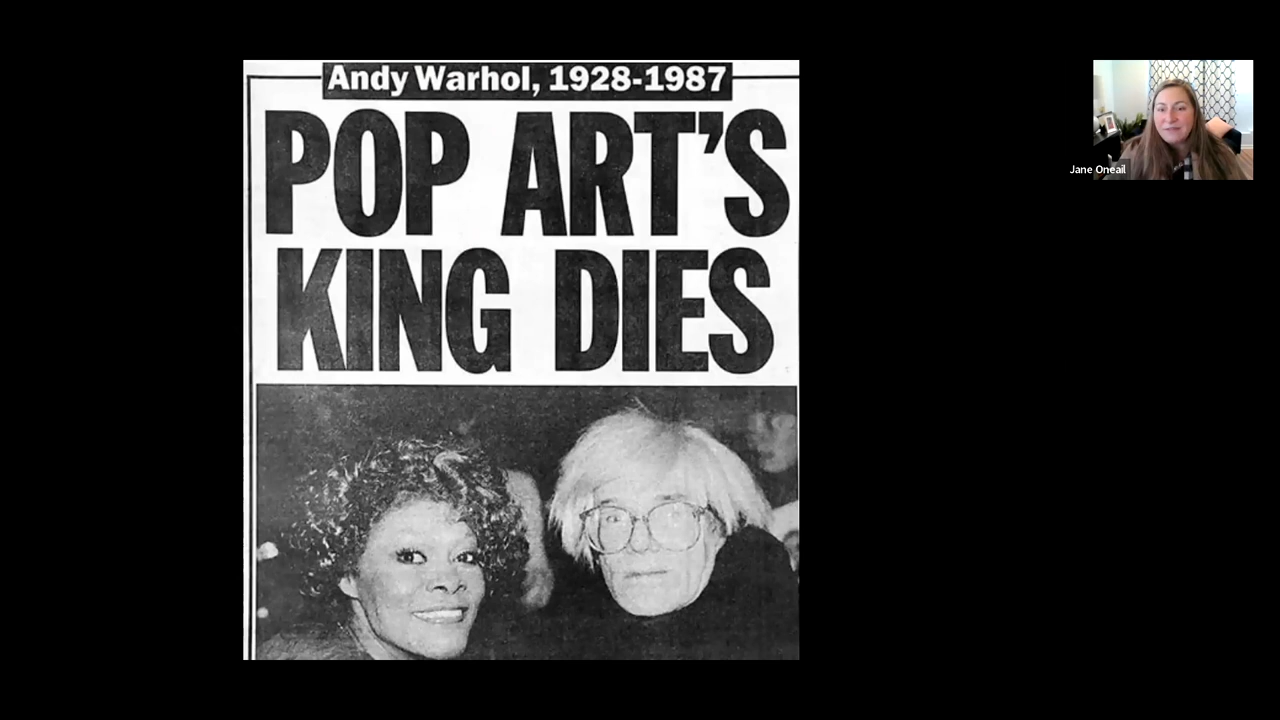 Andy Warhol, 1928-1987
POP ART’S
KING DIES
Jane Oneail